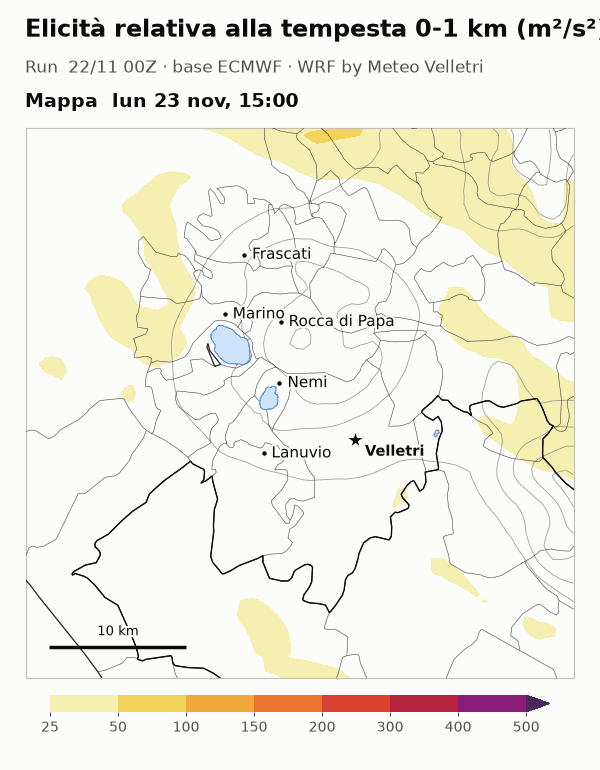 Elicità relativa alla tempesta 0-1 km (m²/s²)
Run  22/11 00Z · base ECMWF · WRF by Meteo Velletri
Mappa  lun 23 nov, 15:00
Frascati
Marino
Rocca di Papa
Nemi
Velletri
Lanuvio
10 km
25 50 100 150 200 300 400 500